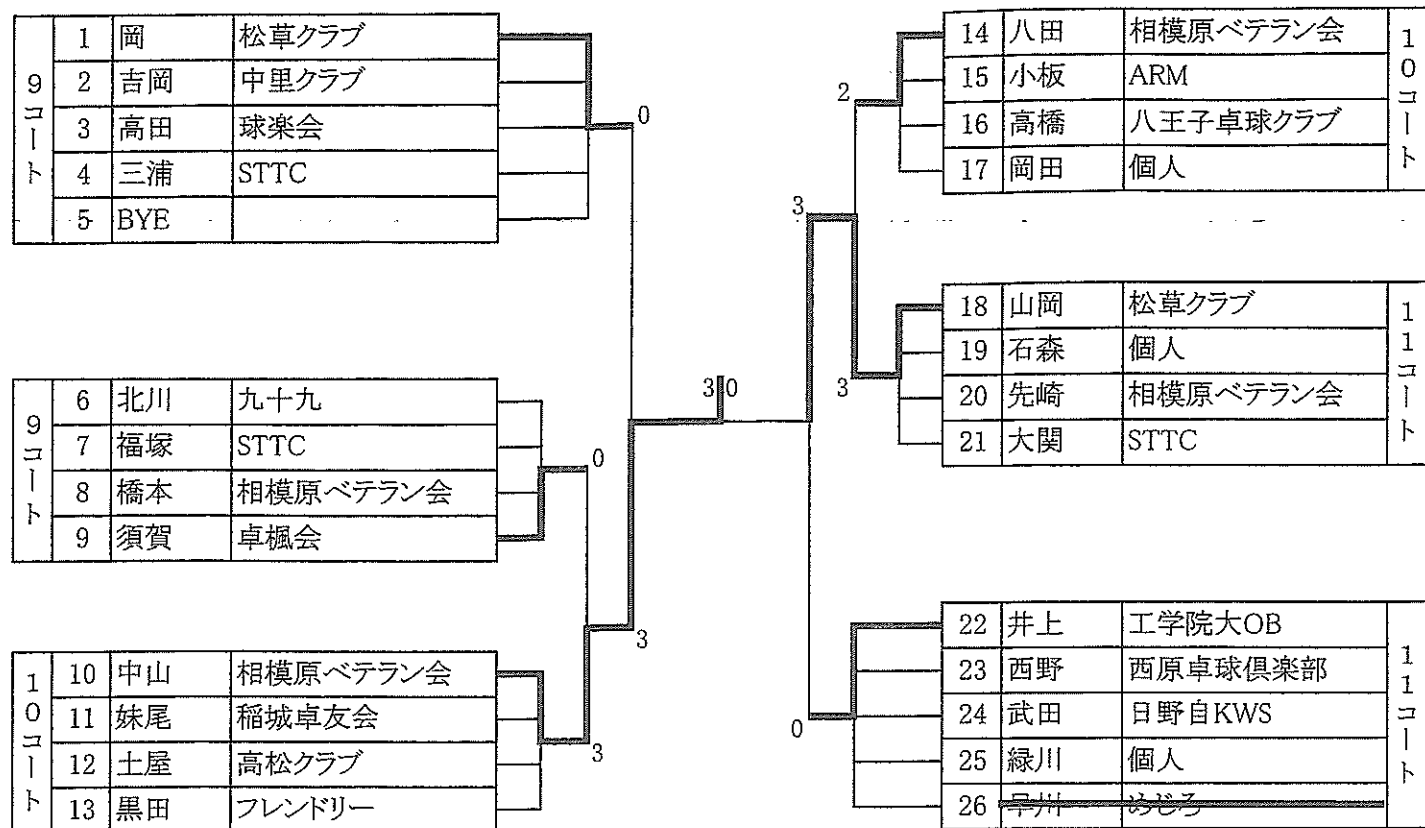 9コート
1 岡 松草クラブ
2 吉岡 中里クラブ
3 高田 球楽会
4 三浦 STTC
5 BYE
0
9コート
6 北川 九十九
7 福塚 STTC
8 橋本 相模原ベテラン会
9 須賀 卓楓会
0
3
10コート
10 中山 相模原ベテラン会
11 妹尾 稲城卓友会
12 土屋 高松クラブ
13 黒田 フレンドリー
3
3 0
10コート
14 八田 相模原ベテラン会
15 小板 ARM
16 高橋 八王子卓球クラブ
17 岡田 個人
2
3
11コート
18 山岡 松草クラブ
19 石森 個人
20 先崎 相模原ベテラン会
21 大関 STTC
3
11コート
22 井上 工学院大OB
23 西野 西原卓球倶楽部
24 武田 日野自KWS
25 緑川 個人
26 早川 めじろ
0